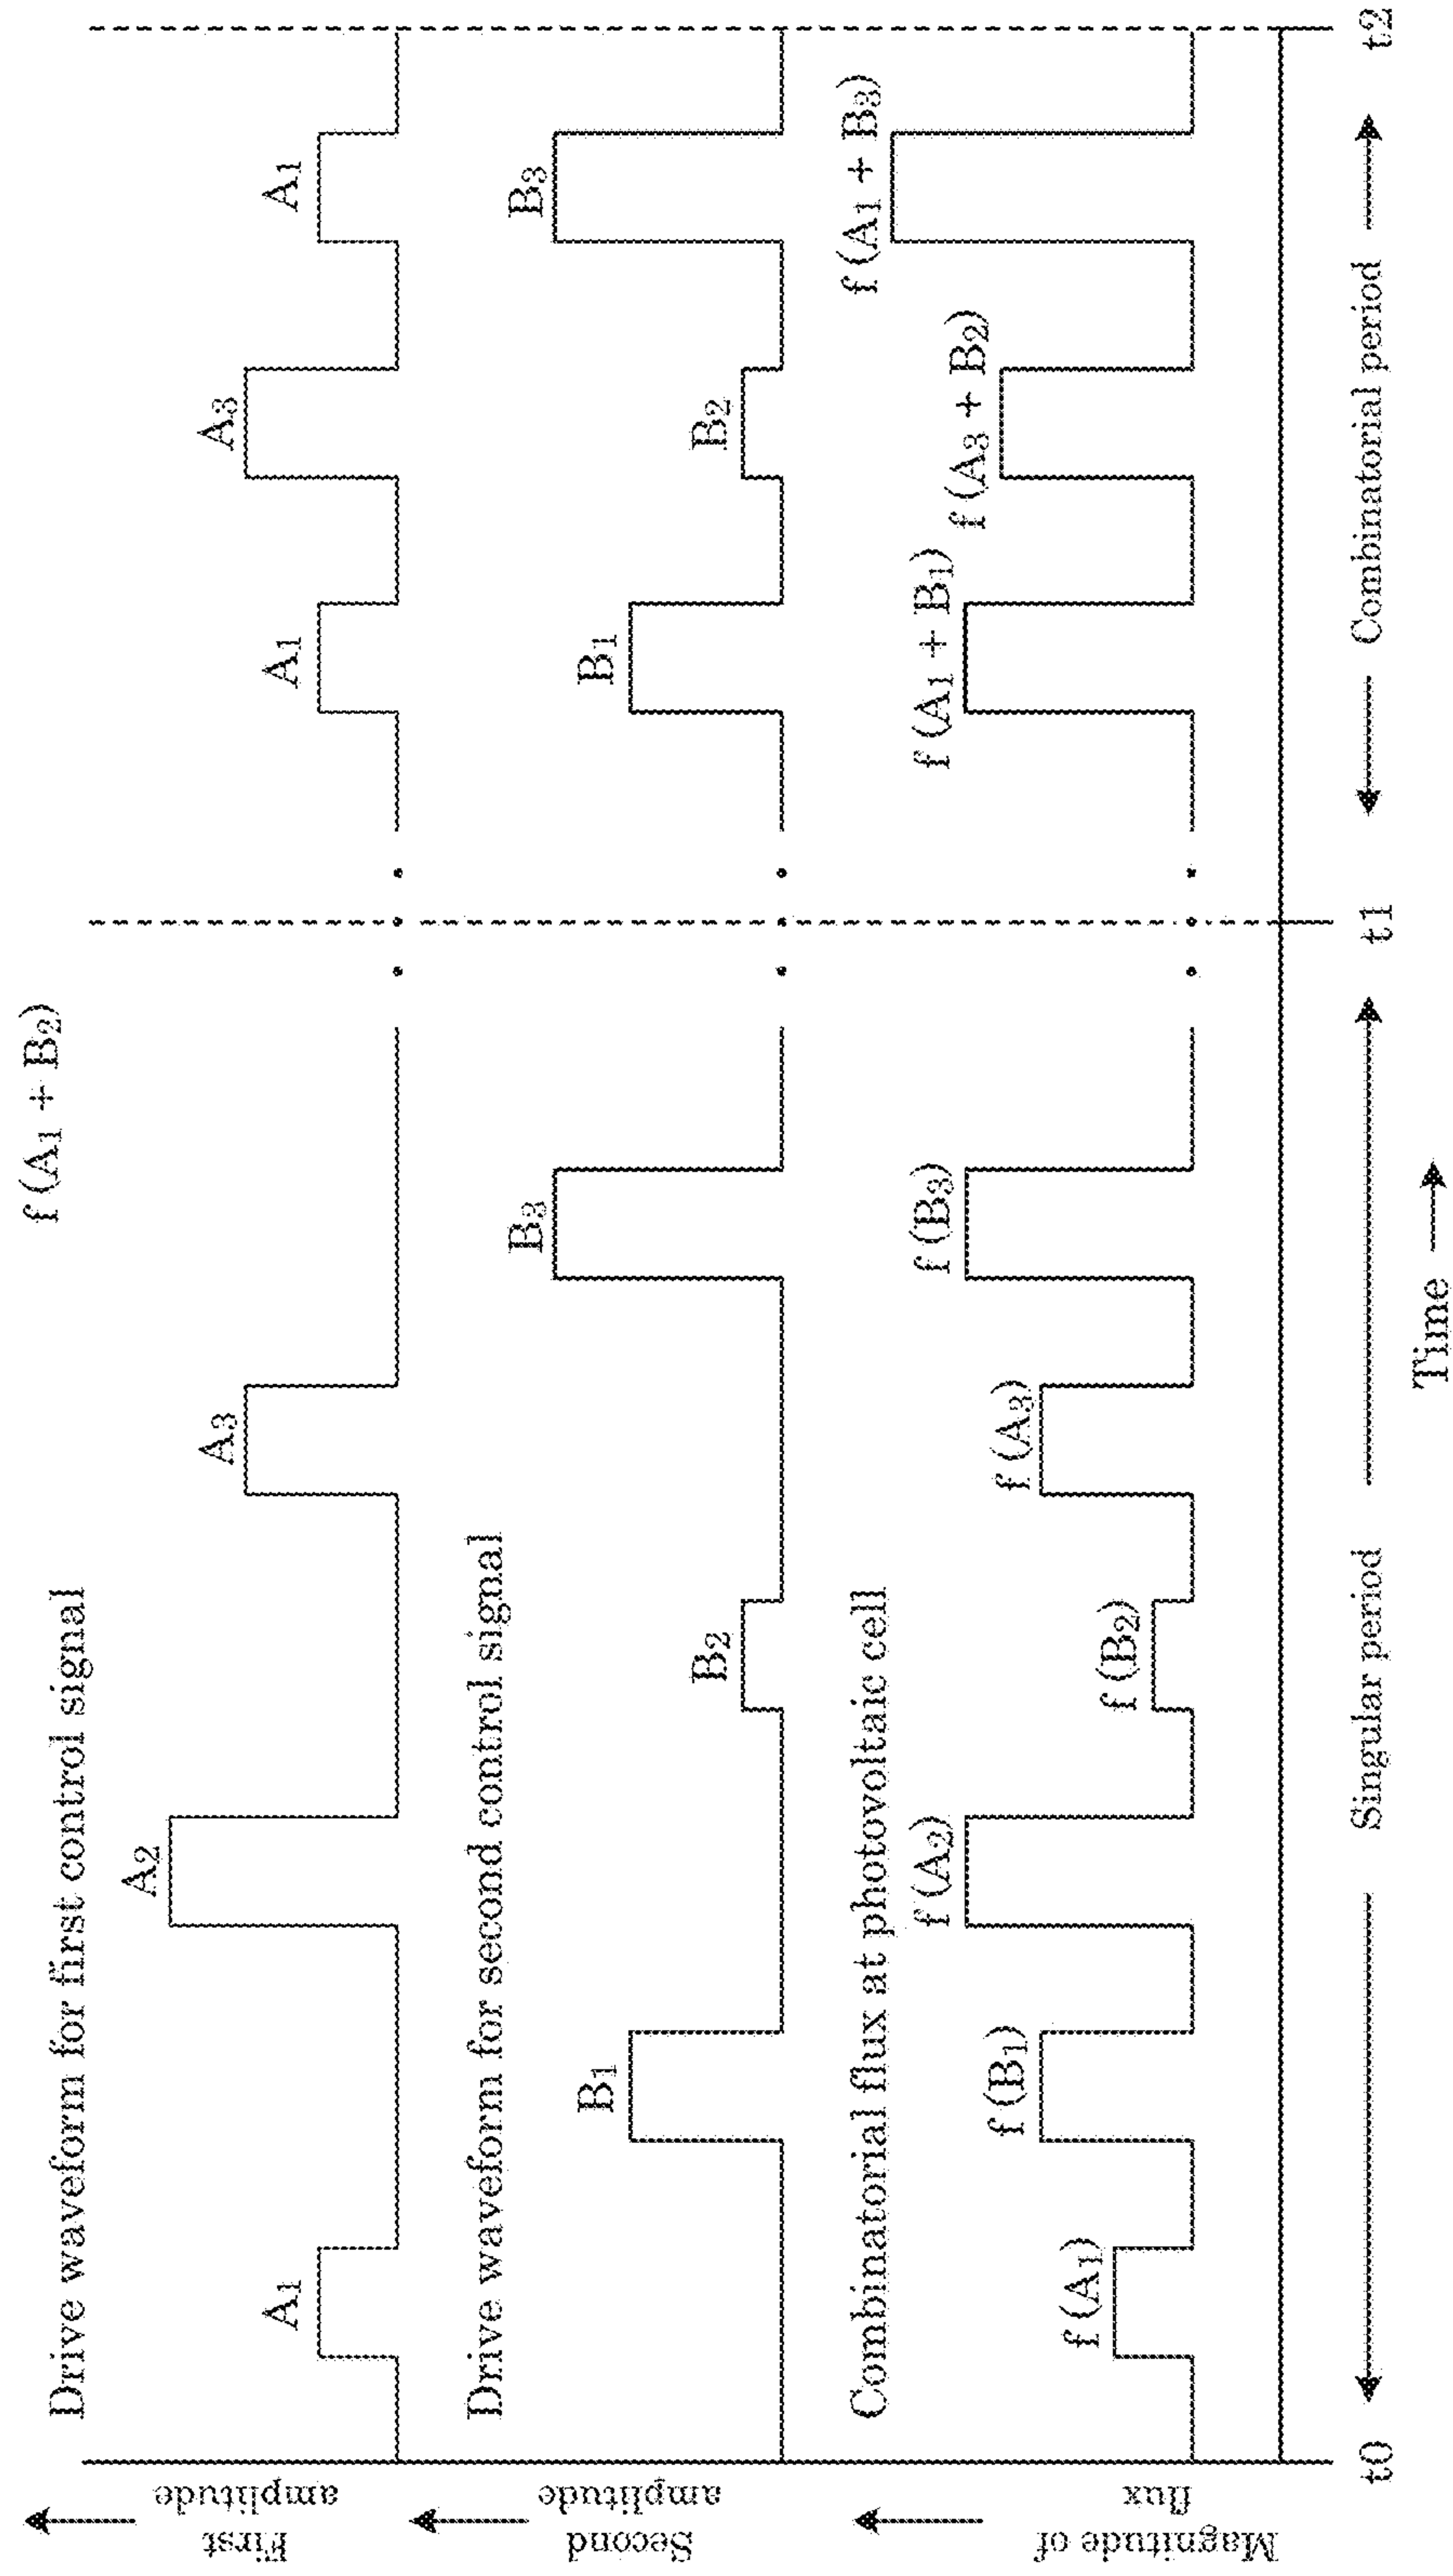 f (A1 + B2)
Drive waveform for first control signal
First
amplitude
A1
A2
A3
A1
A3
A1
Drive waveform for second control signal
Second
amplitude
B1
B2
B3
B1
B2
B3
Combinatorial flux at photovoltaic cell
Magnitude of
flux
f (A1)
f (B1)
f (A2)
f (B2)
f (A3)
f (B3)
f (A1 + B1)
f (A3 + B2)
f (A1 + B3)
t0
t1
t2
Singular period
Combinatorial period
Time